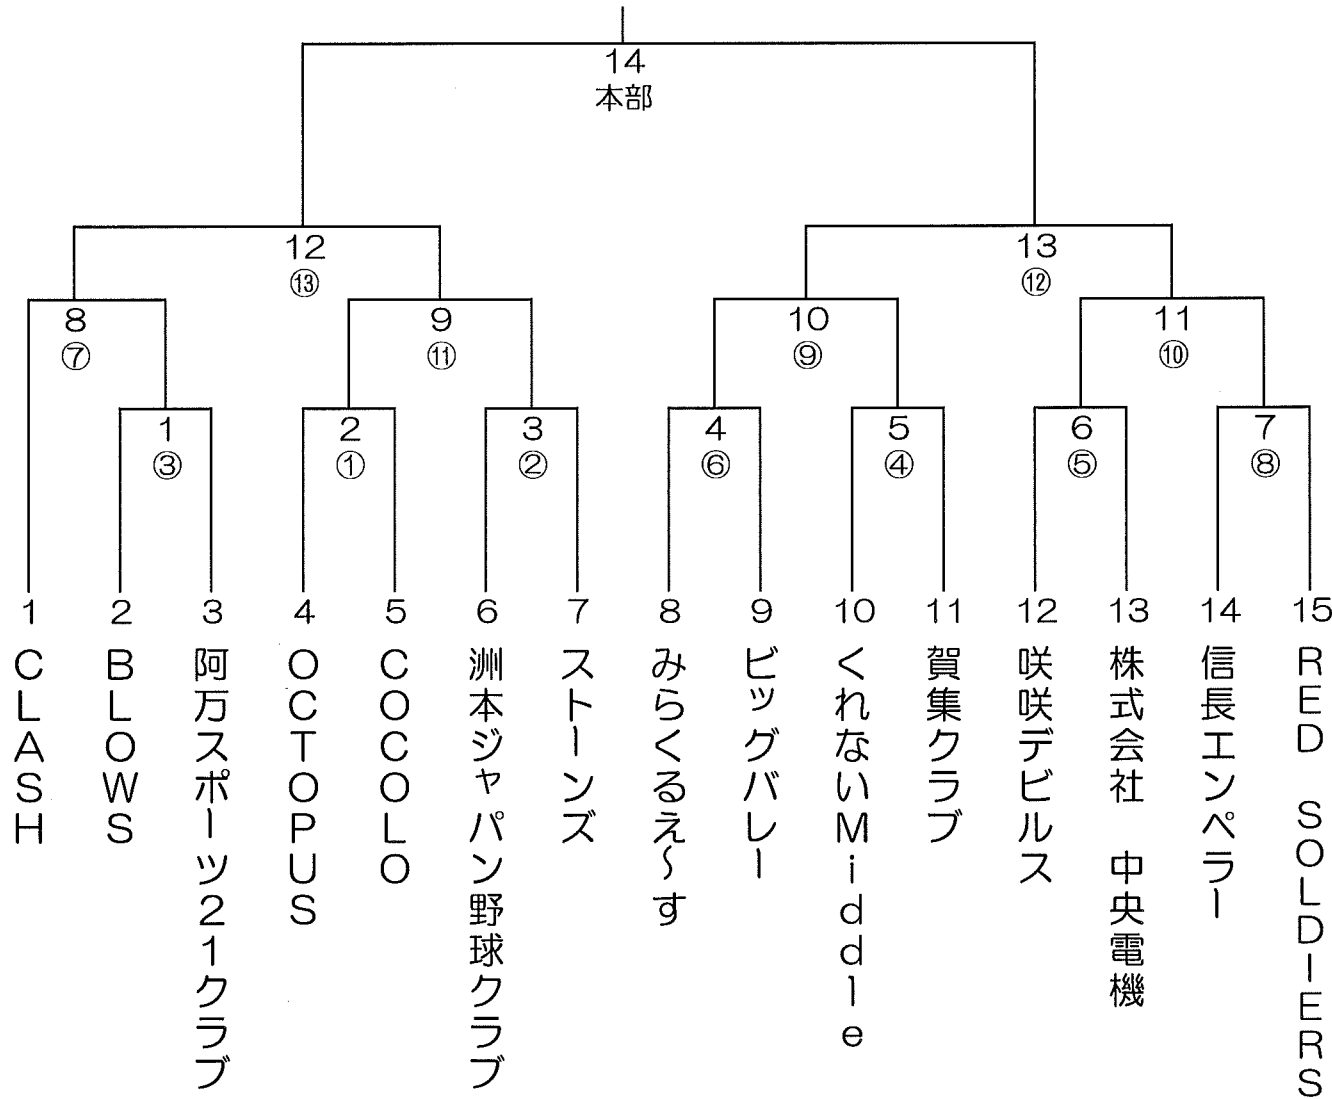 14
本部
12
13
⑬
⑫
8
9
10
11
⑦
⑪
⑨
⑩
1
2
3
4
5
6
7
③
①
②
⑥
④
⑤
⑧
1 2 3 4 5 6 7 8 9 10 11 12 13 14 15
CLASH
BLOWS
阿万スポーツ21クラブ
OCTOPUS
COCOLO
洲本ジャパン野球クラブ
ストーンズ
みらくるえ～す
ビッグバレー
くれないMiddle
賀集クラブ
咲咲デビルス
株式会社 中央電機
信長エンペラー
RED SOLDIERS